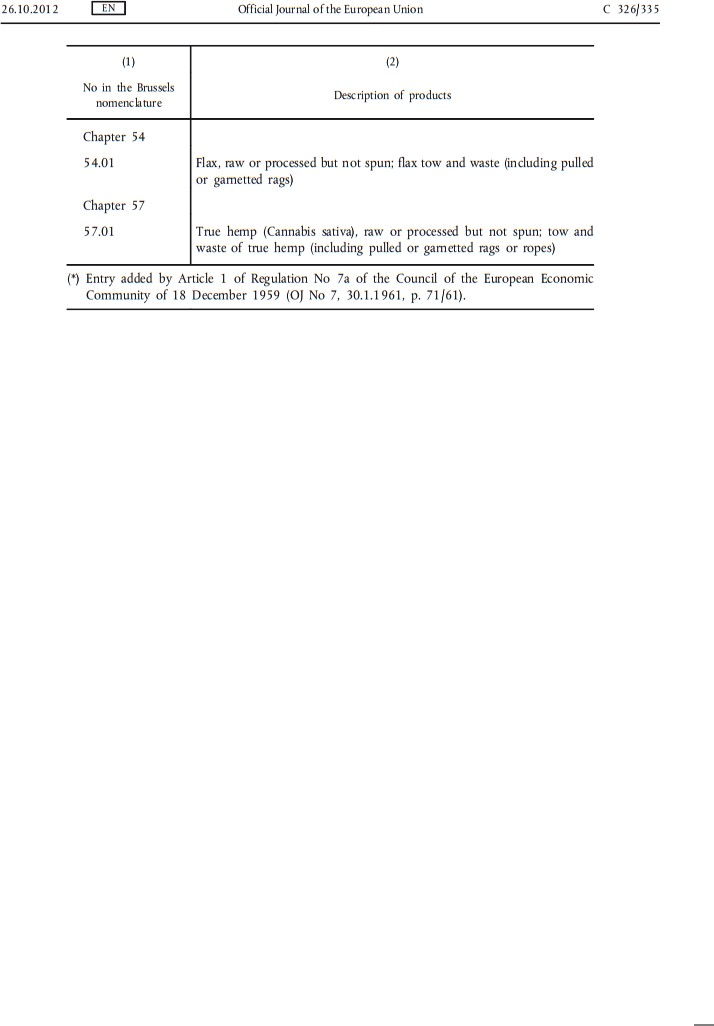 26.10.2012 EN Official Journal of the European Union C 326/335
(1) (2)
No in the Brussels
nomenclature
Description of products
Chapter 54
54.01 Flax, raw or processed but not spun; flax tow and waste (including pulled
or garnetted rags)
Chapter 57
57.01 True hemp (Cannabis sativa), raw or processed but not spun; tow and
waste of true hemp (including pulled or garnetted rags or ropes)
(*) Entry added by Article 1 of Regulation No 7a of the Council of the European Economic
Community of 18 December 1959 (OJ No 7, 30.1.1961, p. 71/61).